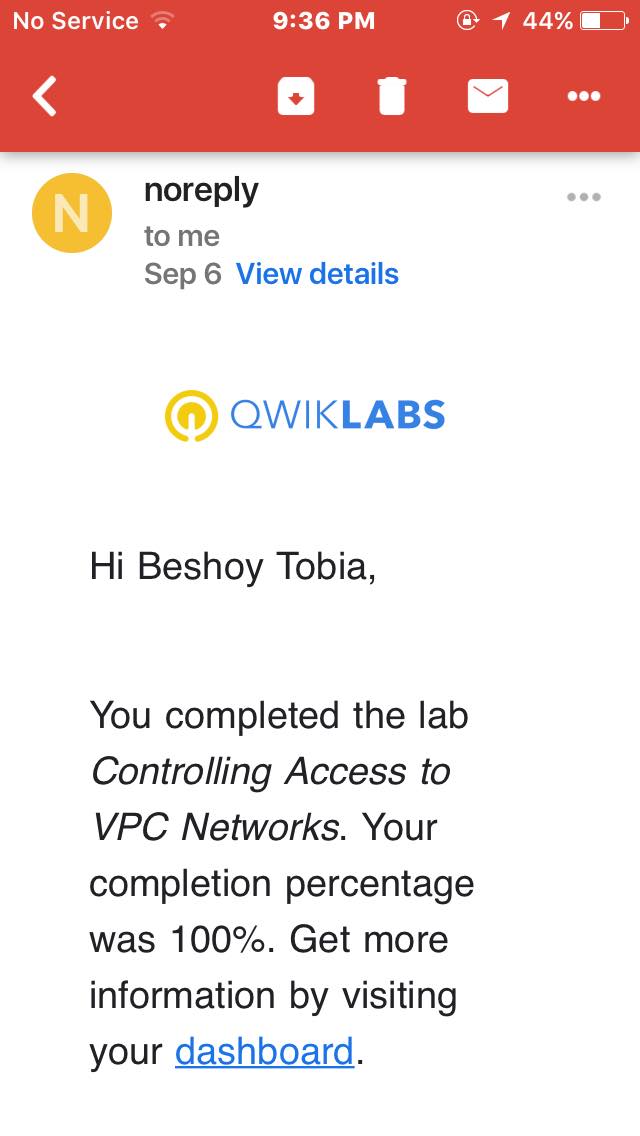 No Service 9:36 PM 44%
N
noreply
to me
Sep 6 View details
QWIKLABS
Hi Beshoy Tobia,
You completed the lab
Controlling Access to
VPC Networks. Your
completion percentage
was 100%. Get more
information by visiting
your dashboard.